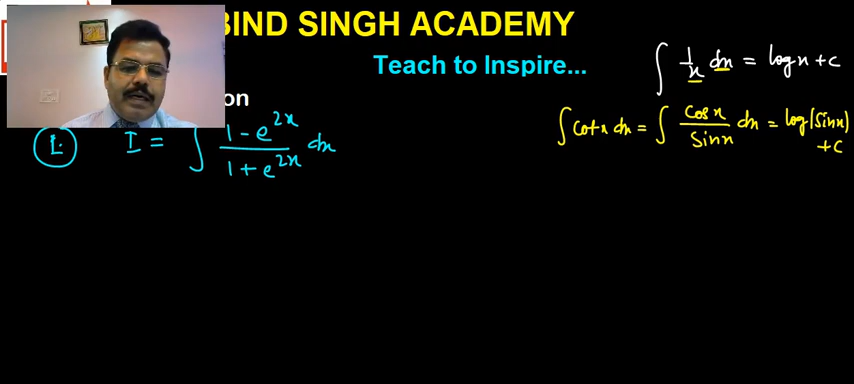 BIND SINGH ACADEMY
Teach to Inspire...
∫ 1/x dx = log x + c
on
1. I = ∫ (1 - e^{2x})/(1 + e^{2x}) dx
∫ cot x dx = ∫ cos x/sin x dx = log(sin x) + c